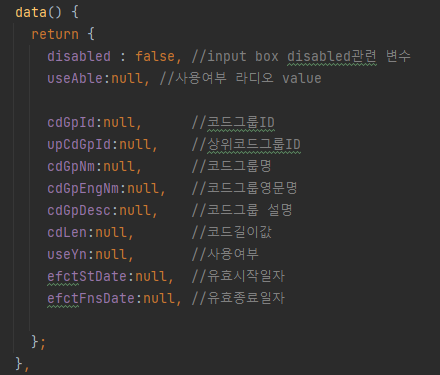 data() {
return {
disabled : false, //input box disabled관련 변수
useAble:null, //사용여부 라디오 value
cdGpId:null, //코드그룹ID
upCdGpId:null, //상위코드그룹ID
cdGpNm:null, //코드그룹명
cdGpEngNm:null, //코드그룹영문명
cdGpDesc:null, //코드그룹 설명
cdLen:null, //코드길이값
useYn:null, //사용여부
efctStDate:null, //유효시작일자
efctFnsDate:null, //유효종료일자
};
},